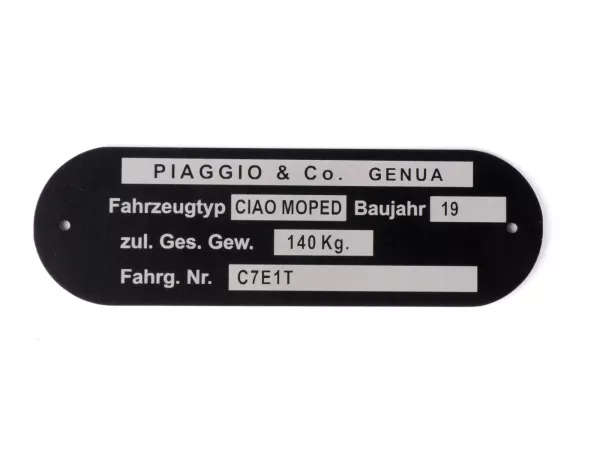 PIAGGIO & Co. GENUA
Fahrzeugtyp CIAO MOPED Baujahr 19
zul. Ges. Gew. 140 Kg.
Fahrg. Nr. C7E1T